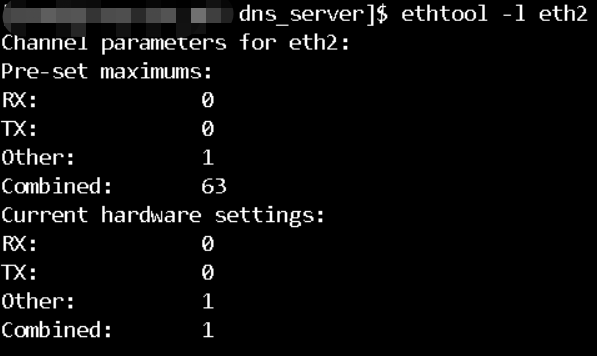 dns_server]$ ethtool -l eth2
Channel parameters for eth2:
Pre-set maximums:
RX: 0
TX: 0
Other: 1
Combined: 63
Current hardware settings:
RX: 0
TX: 0
Other: 1
Combined: 1